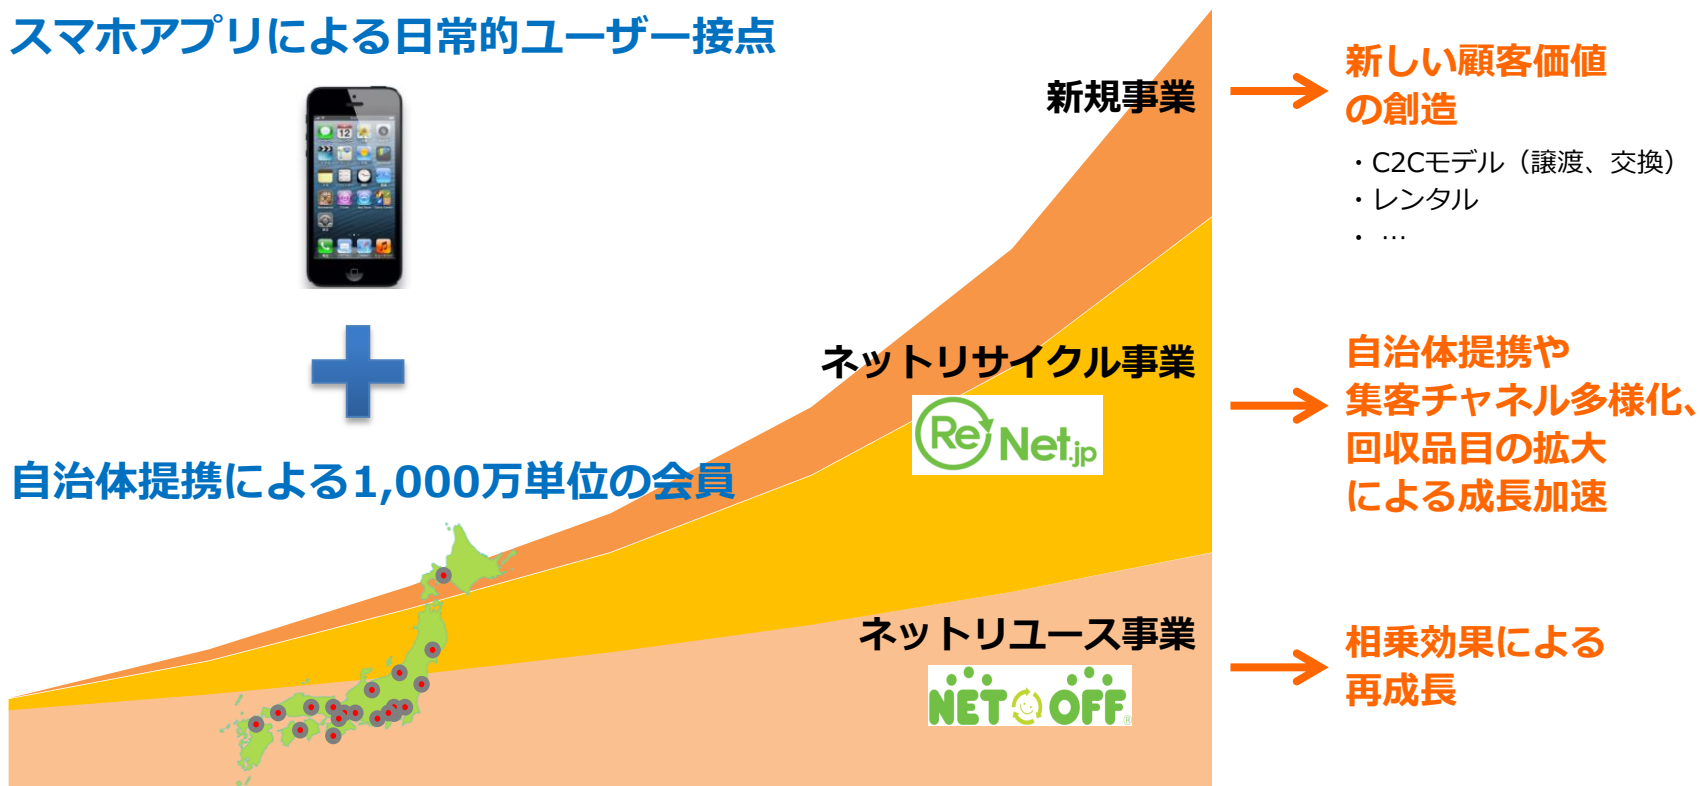 スマホアプリによる日常的ユーザー接点
12
自治体提携による1,000万単位の会員
新規事業
新しい顧客価値
の創造
・C2Cモデル（譲渡、交換）
・レンタル
・ …
ネットリサイクル事業
ReNet.jp
自治体提携や
集客チャネル多様化、
回収品目の拡大
による成長加速
ネットリユース事業
NET OFF®
相乗効果による
再成長